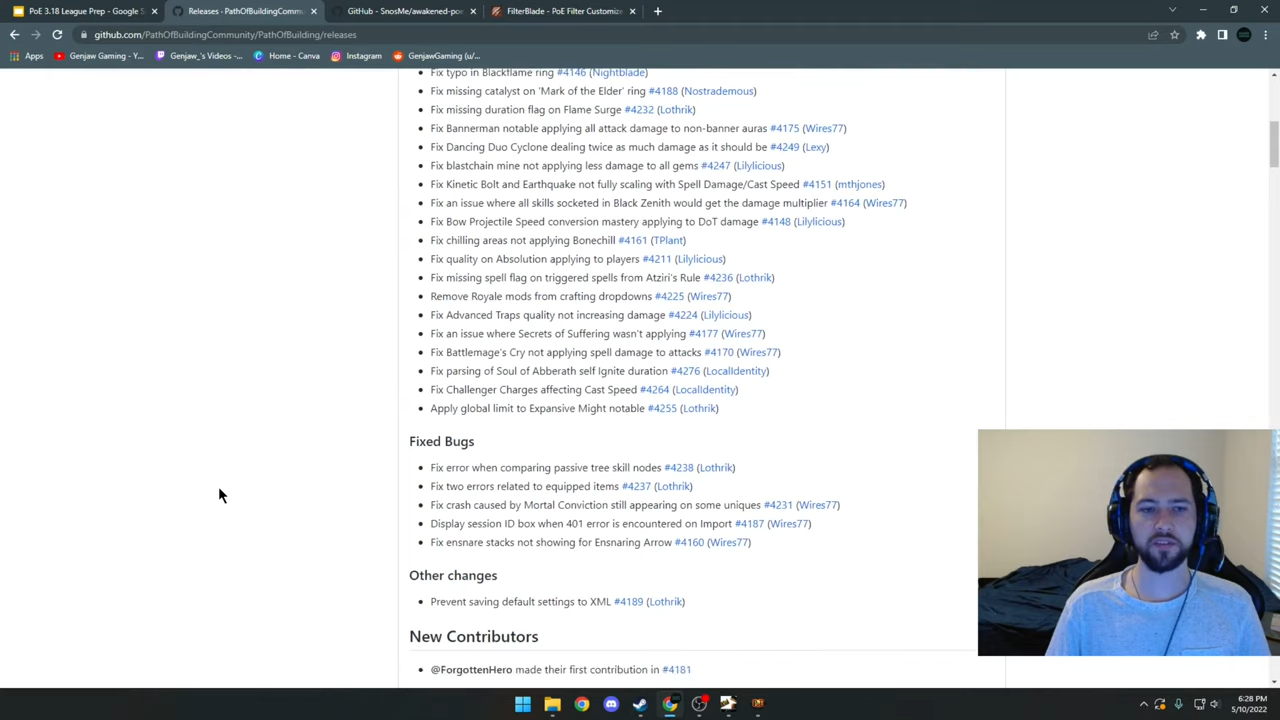 PoE 3.18 League Prep - Google S
Releases · PathOfBuildingCommu
GitHub - SnosMe/awakened-poe
FilterBlade - PoE Filter Customize
github.com/PathOfBuildingCommunity/PathOfBuilding/releases
Apps
Genjaw Gaming - Y...
Genjaw_'s Videos -...
Home - Canva
Instagram
GenjawGaming (u/...
Fix typo in Blackflame ring #4146 (Nightblade)
Fix missing catalyst on 'Mark of the Elder' ring #4188 (Nostrademous)
Fix missing duration flag on Flame Surge #4232 (Lothrik)
Fix Bannerman notable applying all attack damage to non-banner auras #4175 (Wires77)
Fix Dancing Duo Cyclone dealing twice as much damage as it should be #4249 (Lexy)
Fix blastchain mine not applying less damage to all gems #4247 (Lilylicious)
Fix Kinetic Bolt and Earthquake not fully scaling with Spell Damage/Cast Speed #4151 (mthjones)
Fix an issue where all skills socketed in Black Zenith would get the damage multiplier #4164 (Wires77)
Fix Bow Projectile Speed conversion mastery applying to DoT damage #4148 (Lilylicious)
Fix chilling areas not applying Bonechill #4161 (TPlant)
Fix quality on Absolution applying to players #4211 (Lilylicious)
Fix missing spell flag on triggered spells from Atziri's Rule #4236 (Lothrik)
Remove Royale mods from crafting dropdowns #4225 (Wires77)
Fix Advanced Traps quality not increasing damage #4224 (Lilylicious)
Fix an issue where Secrets of Suffering wasn't applying #4177 (Wires77)
Fix Battlemage's Cry not applying spell damage to attacks #4170 (Wires77)
Fix parsing of Soul of Abberath self Ignite duration #4276 (LocalIdentity)
Fix Challenger Charges affecting Cast Speed #4264 (LocalIdentity)
Apply global limit to Expansive Might notable #4255 (Lothrik)
Fixed Bugs
Fix error when comparing passive tree skill nodes #4238 (Lothrik)
Fix two errors related to equipped items #4237 (Lothrik)
Fix crash caused by Mortal Conviction still appearing on some uniques #4231 (Wires77)
Display session ID box when 401 error is encountered on Import #4187 (Wires77)
Fix ensnare stacks not showing for Ensnaring Arrow #4160 (Wires77)
Other changes
Prevent saving default settings to XML #4189 (Lothrik)
New Contributors
@ForgottenHero made their first contribution in #4181
6:28 PM
5/10/2022